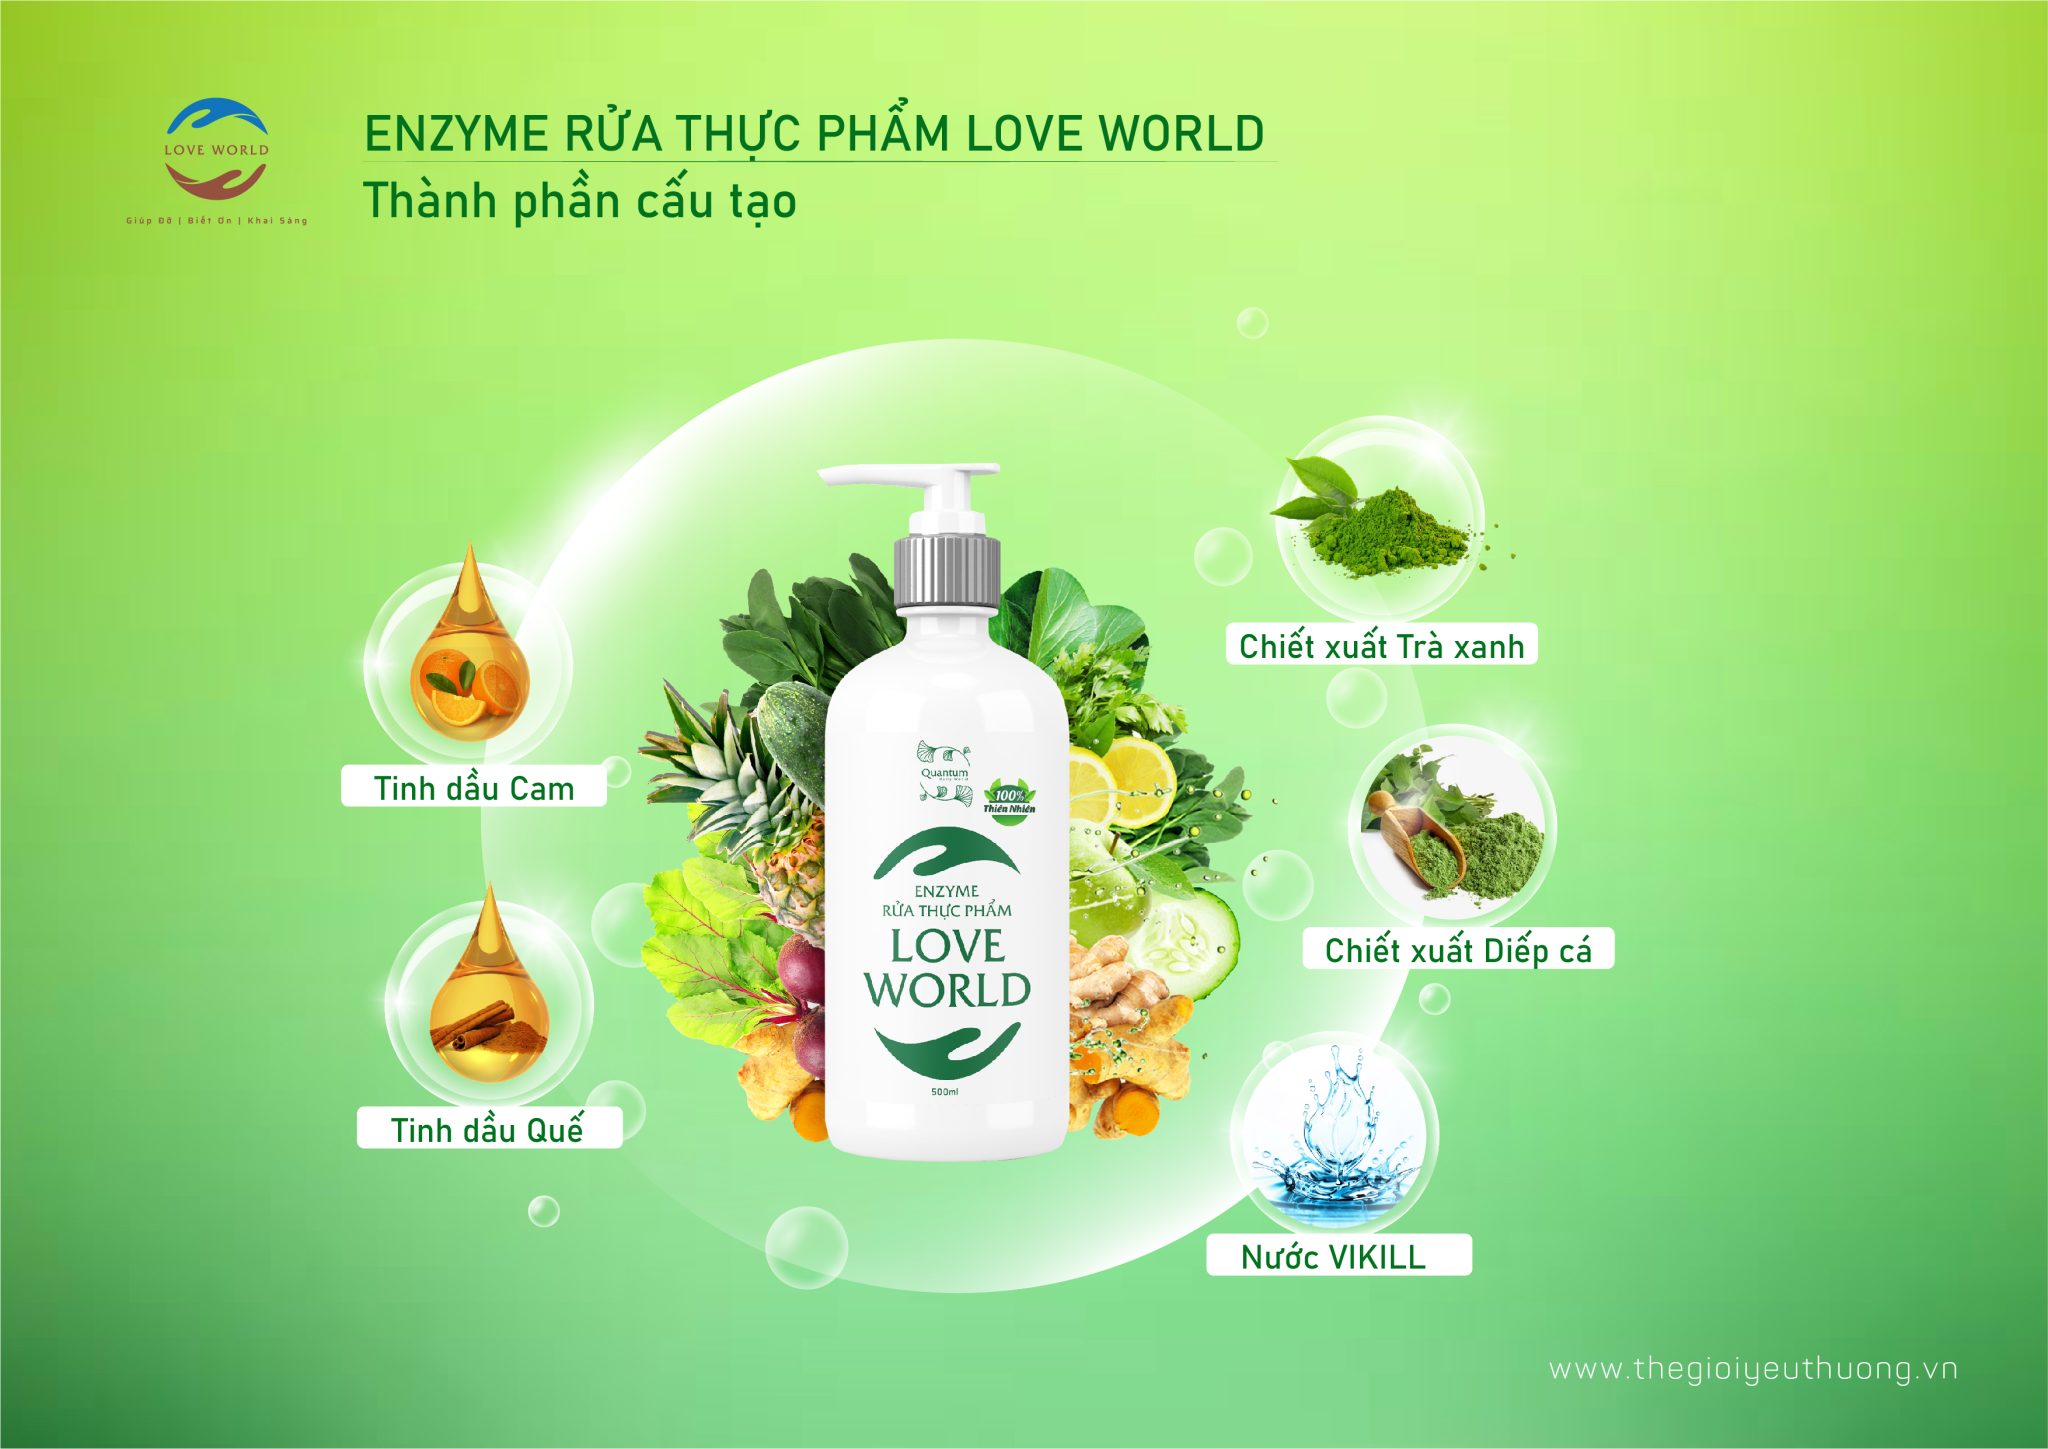 LOVE WORLD
Giúp Đỡ | Biết Ơn | Khai Sáng
ENZYME RỬA THỰC PHẨM LOVE WORLD
Thành phần cấu tạo
Tinh dầu Cam
Tinh dầu Quế
Quantum
100%
Thiên Nhiên
ENZYME
RỬA THỰC PHẨM
LOVE
WORLD
500ml
Chiết xuất Trà xanh
Chiết xuất Diếp cá
Nước VIKILL
www.thegioiyeuthuong.vn